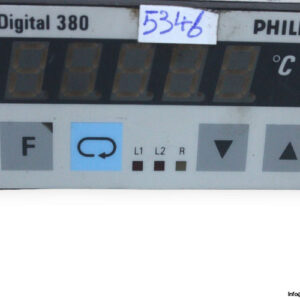 Digital 380
5346
PHILI
°C
F
L1 L2 R